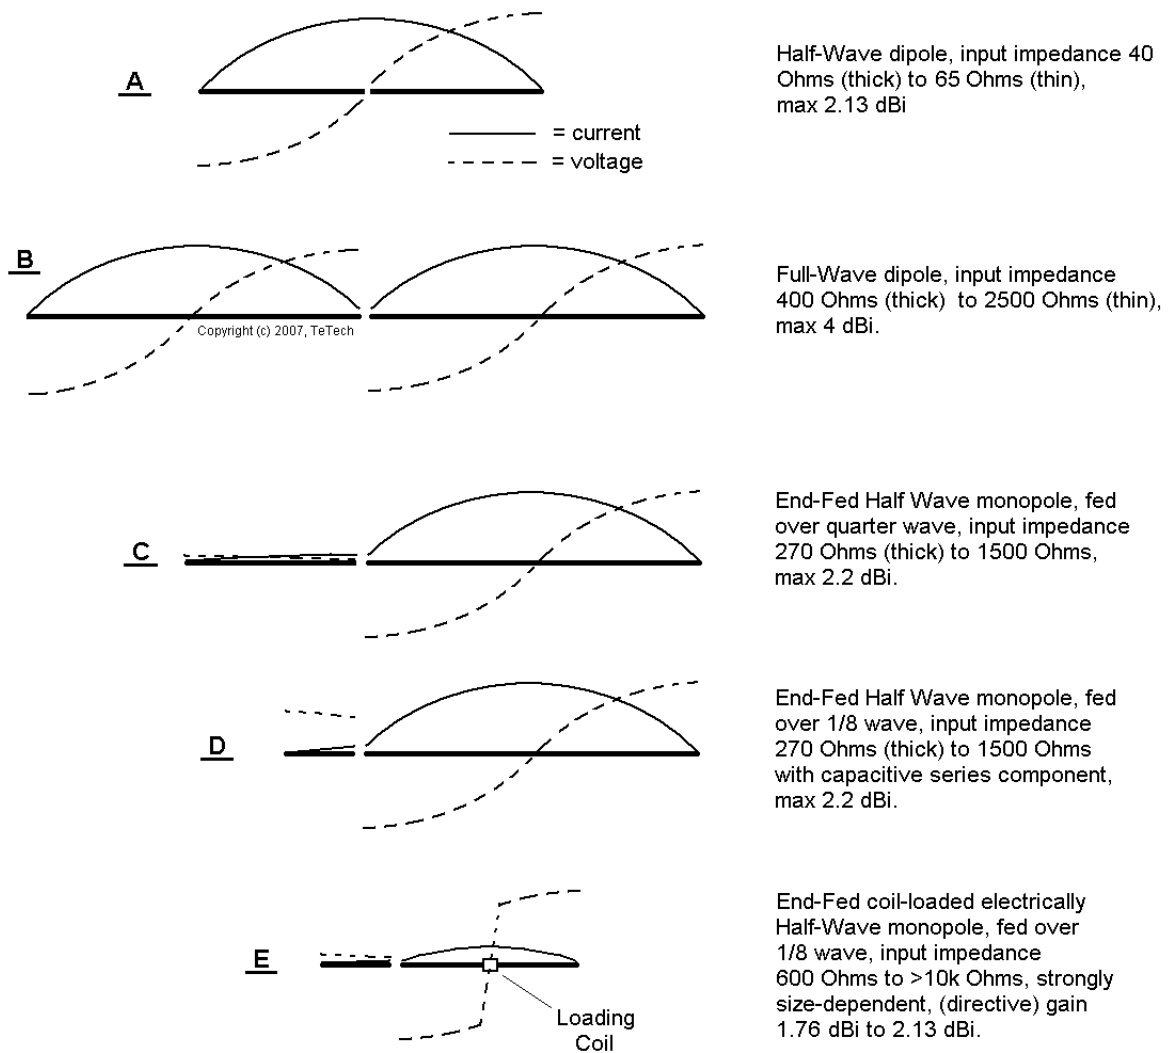 A
Half-Wave dipole, input impedance 40
Ohms (thick) to 65 Ohms (thin),
max 2.13 dBi
= current
= voltage
B
Copyright (c) 2007, TeTech
Full-Wave dipole, input impedance
400 Ohms (thick) to 2500 Ohms (thin),
max 4 dBi.
C
End-Fed Half Wave monopole, fed
over quarter wave, input impedance
270 Ohms (thick) to 1500 Ohms,
max 2.2 dBi.
D
End-Fed Half Wave monopole, fed
over 1/8 wave, input impedance
270 Ohms (thick) to 1500 Ohms
with capacitive series component,
max 2.2 dBi.
E
Loading
Coil
End-Fed coil-loaded electrically
Half-Wave monopole, fed over
1/8 wave, input impedance
600 Ohms to >10k Ohms, strongly
size-dependent, (directive) gain
1.76 dBi to 2.13 dBi.